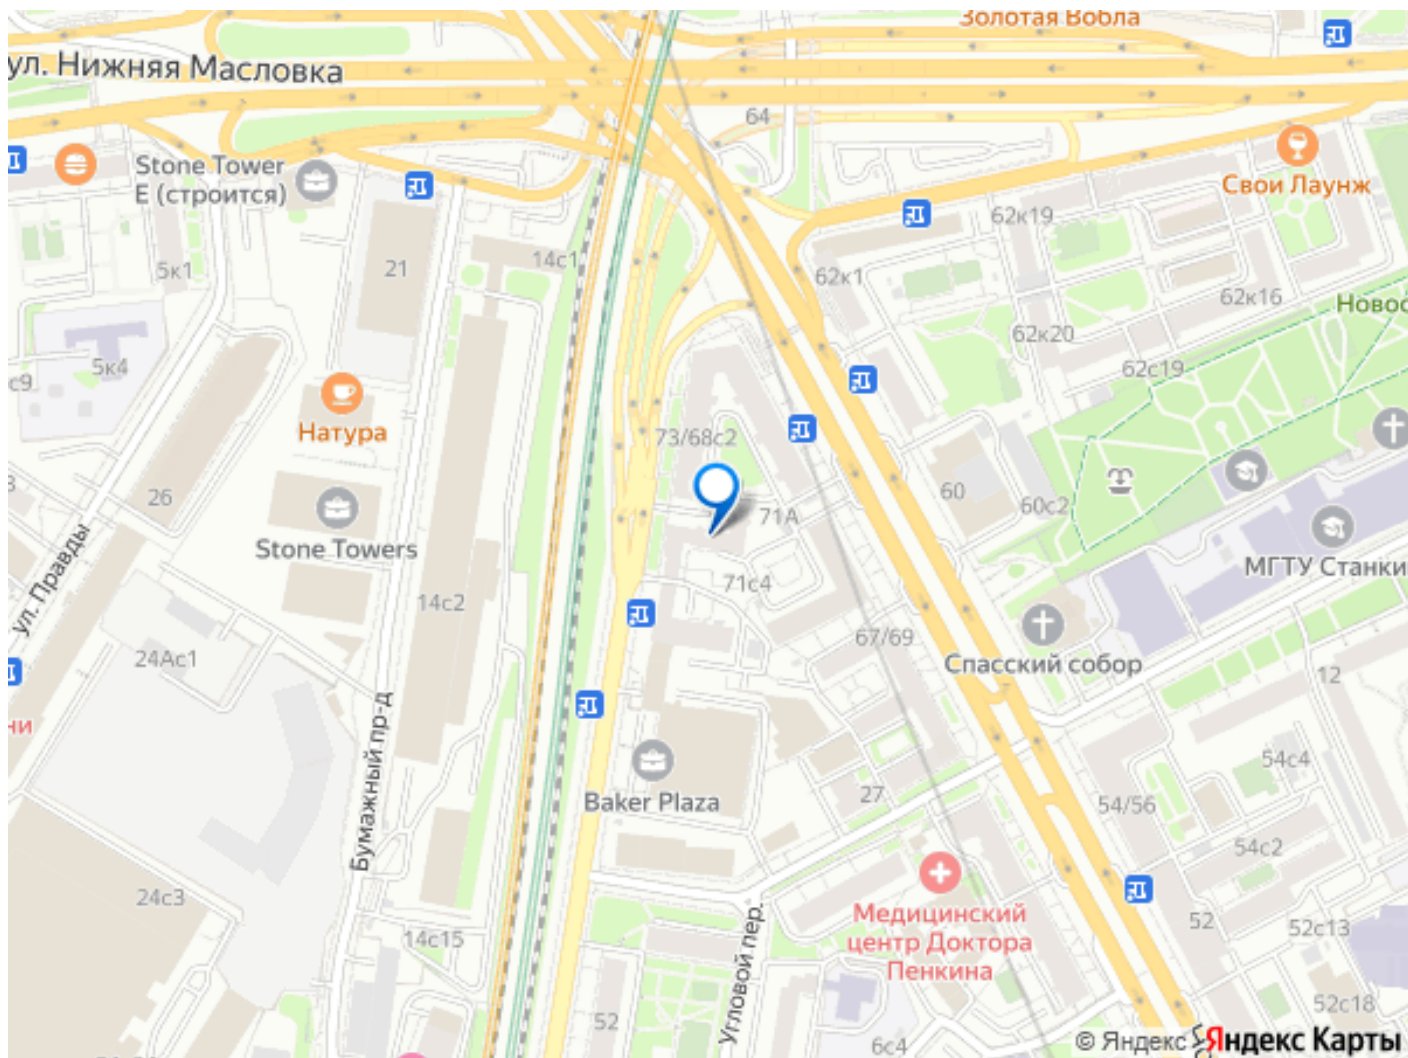 Золотая Вобла
ул. Нижняя Масловка
64
Stone Tower
Е (строится)
Свои Лаунж
62к19
14с1
5к1
21
62к1
62к16
Новос
62к20
5к4
с9
62с19
Натура
73/68с2
26
60
60с2
71А
Stone Towers
МГТУ Станки
ул. Правды
71с4
14с2
67/69
24Ас1
Спасский собор
12
ни
Бумажный пр-д
54с4
Baker Plaza
27
54/56
54с2
24с3
Медицинский
центр Доктора
Пенкина
52
52с13
14с15
Угловой пер.
52с18
52
6с4
© Яндекс Яндекс Карты